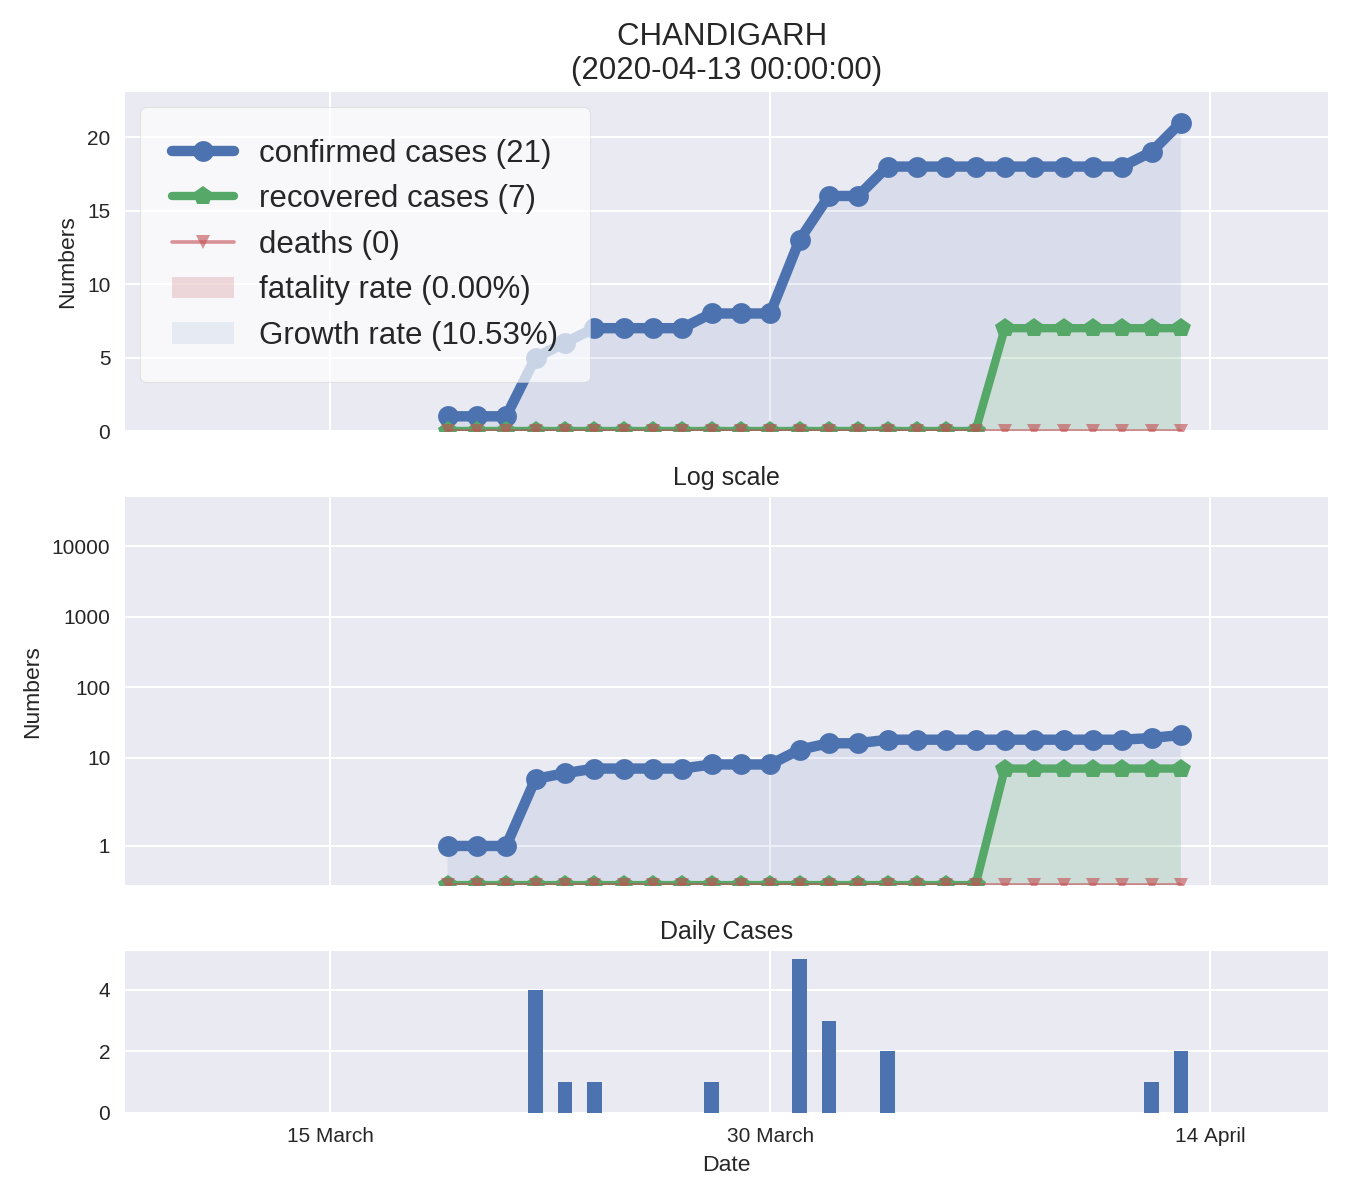 CHANDIGARH
(2020-04-13 00:00:00)
confirmed cases (21)
recovered cases (7)
deaths (0)
fatality rate (0.00%)
Growth rate (10.53%)
Numbers
20
15
10
5
0
Log scale
Numbers
10000
1000
100
10
1
Daily Cases
4
2
0
15 March
30 March
14 April
Date